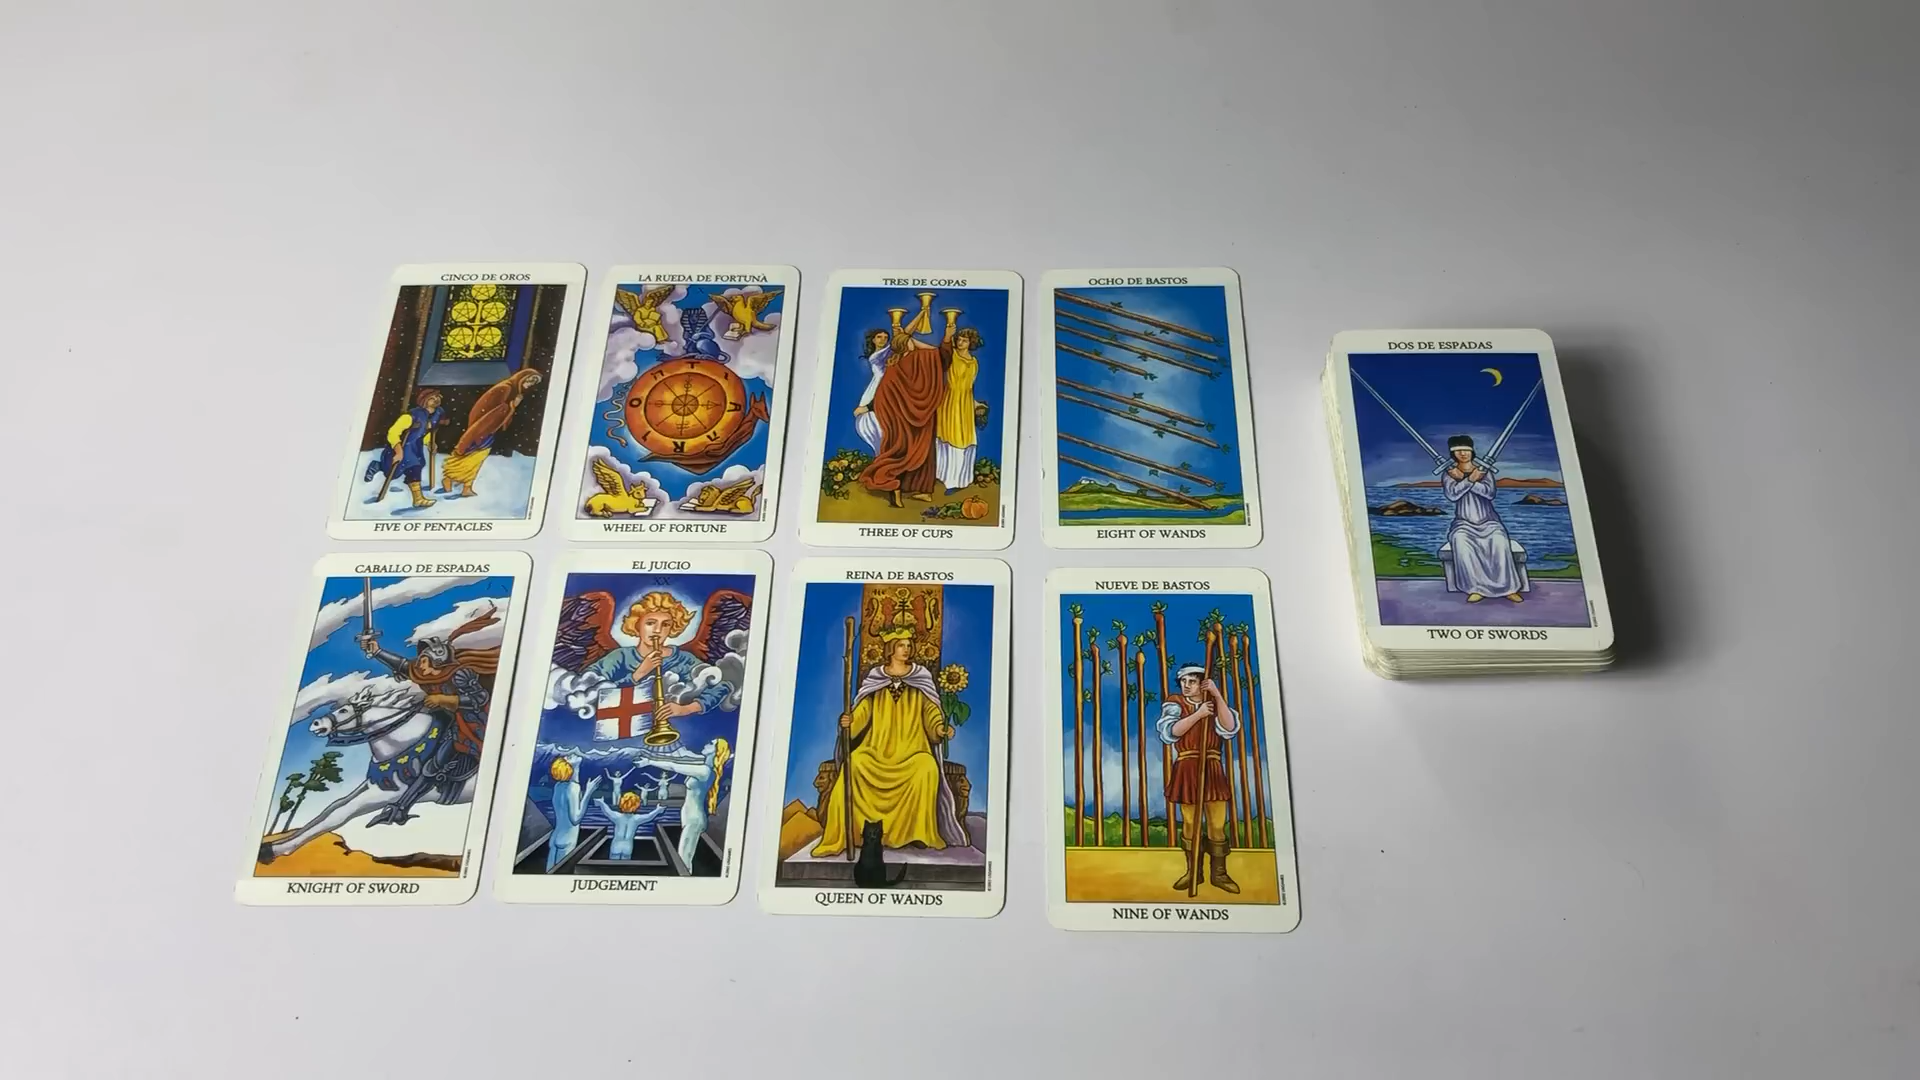 CINCO DE OROS
FIVE OF PENTACLES
LA RUEDA DE FORTUNÀ
WHEEL OF FORTUNE
TRES DE COPAS
THREE OF CUPS
OCHO DE BASTOS
EIGHT OF WANDS
DOS DE ESPADAS
TWO OF SWORDS
CABALLO DE ESPADAS
KNIGHT OF SWORD
EL JUICIO
XX
JUDGEMENT
REINA DE BASTOS
QUEEN OF WANDS
NUEVE DE BASTOS
NINE OF WANDS